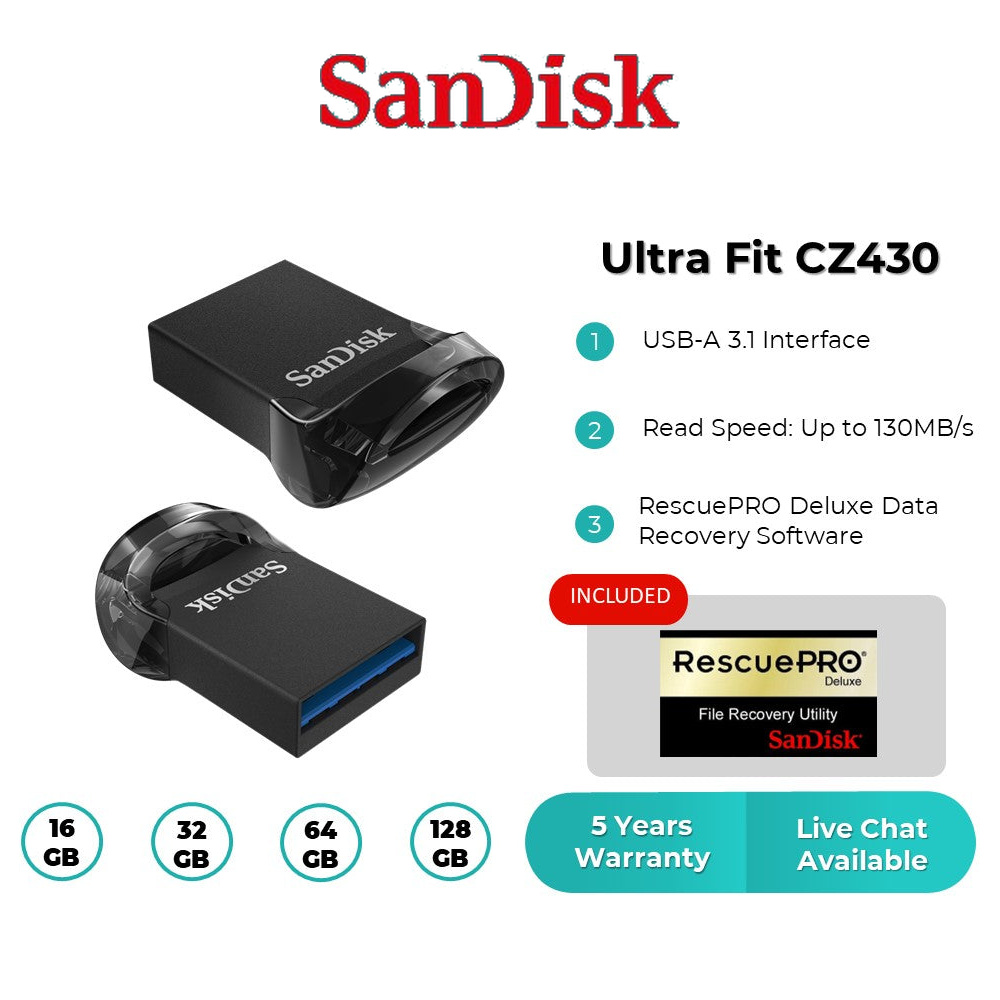 SanDisk
Ultra Fit CZ430
1 USB-A 3.1 Interface
2 Read Speed: Up to 130MB/s
3 RescuePRO Deluxe Data
Recovery Software
SanDisk
SanDisk
INCLUDED
RescuePRO®
Deluxe
File Recovery Utility
SanDisk
16
GB
32
GB
64
GB
128
GB
5 Years
Warranty
Live Chat
Available